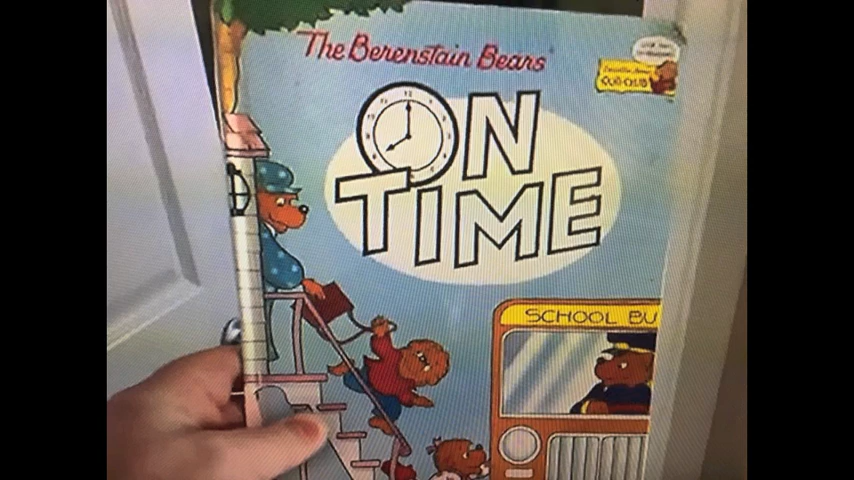 The Berenstain Bears
ON
TIME
CUB CLUB
SCHOOL BU